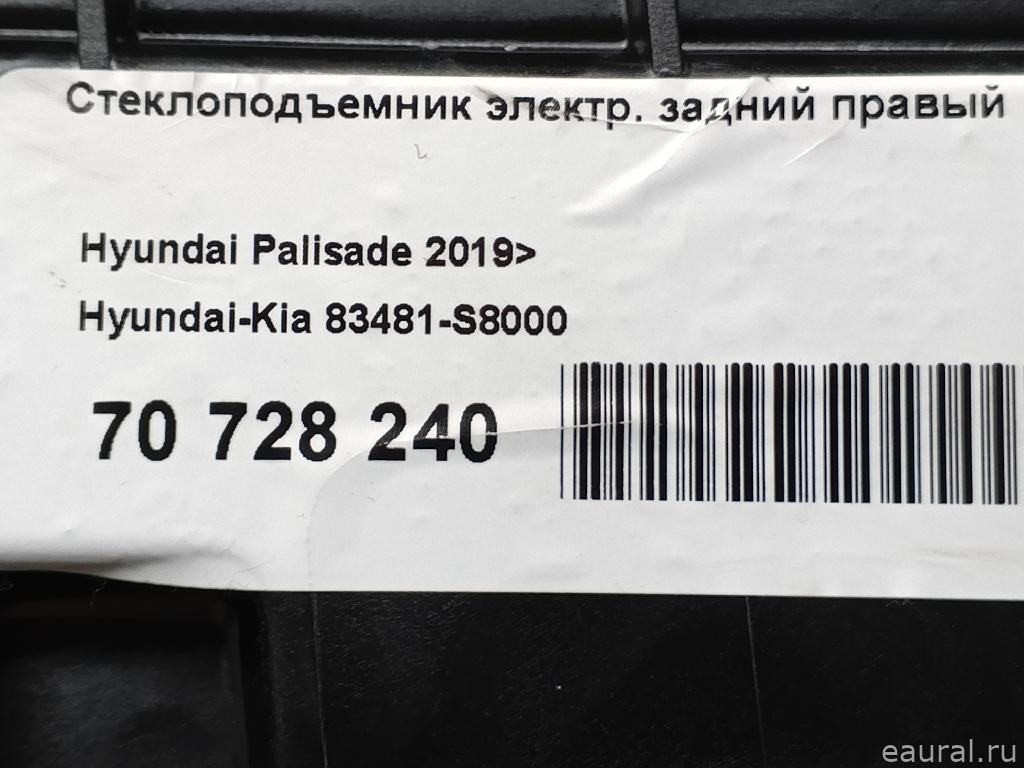 Стеклоподъемник электр. задний правый
Hyundai Palisade 2019>
Hyundai-Kia 83481-S8000
70 728 240
eaural.ru